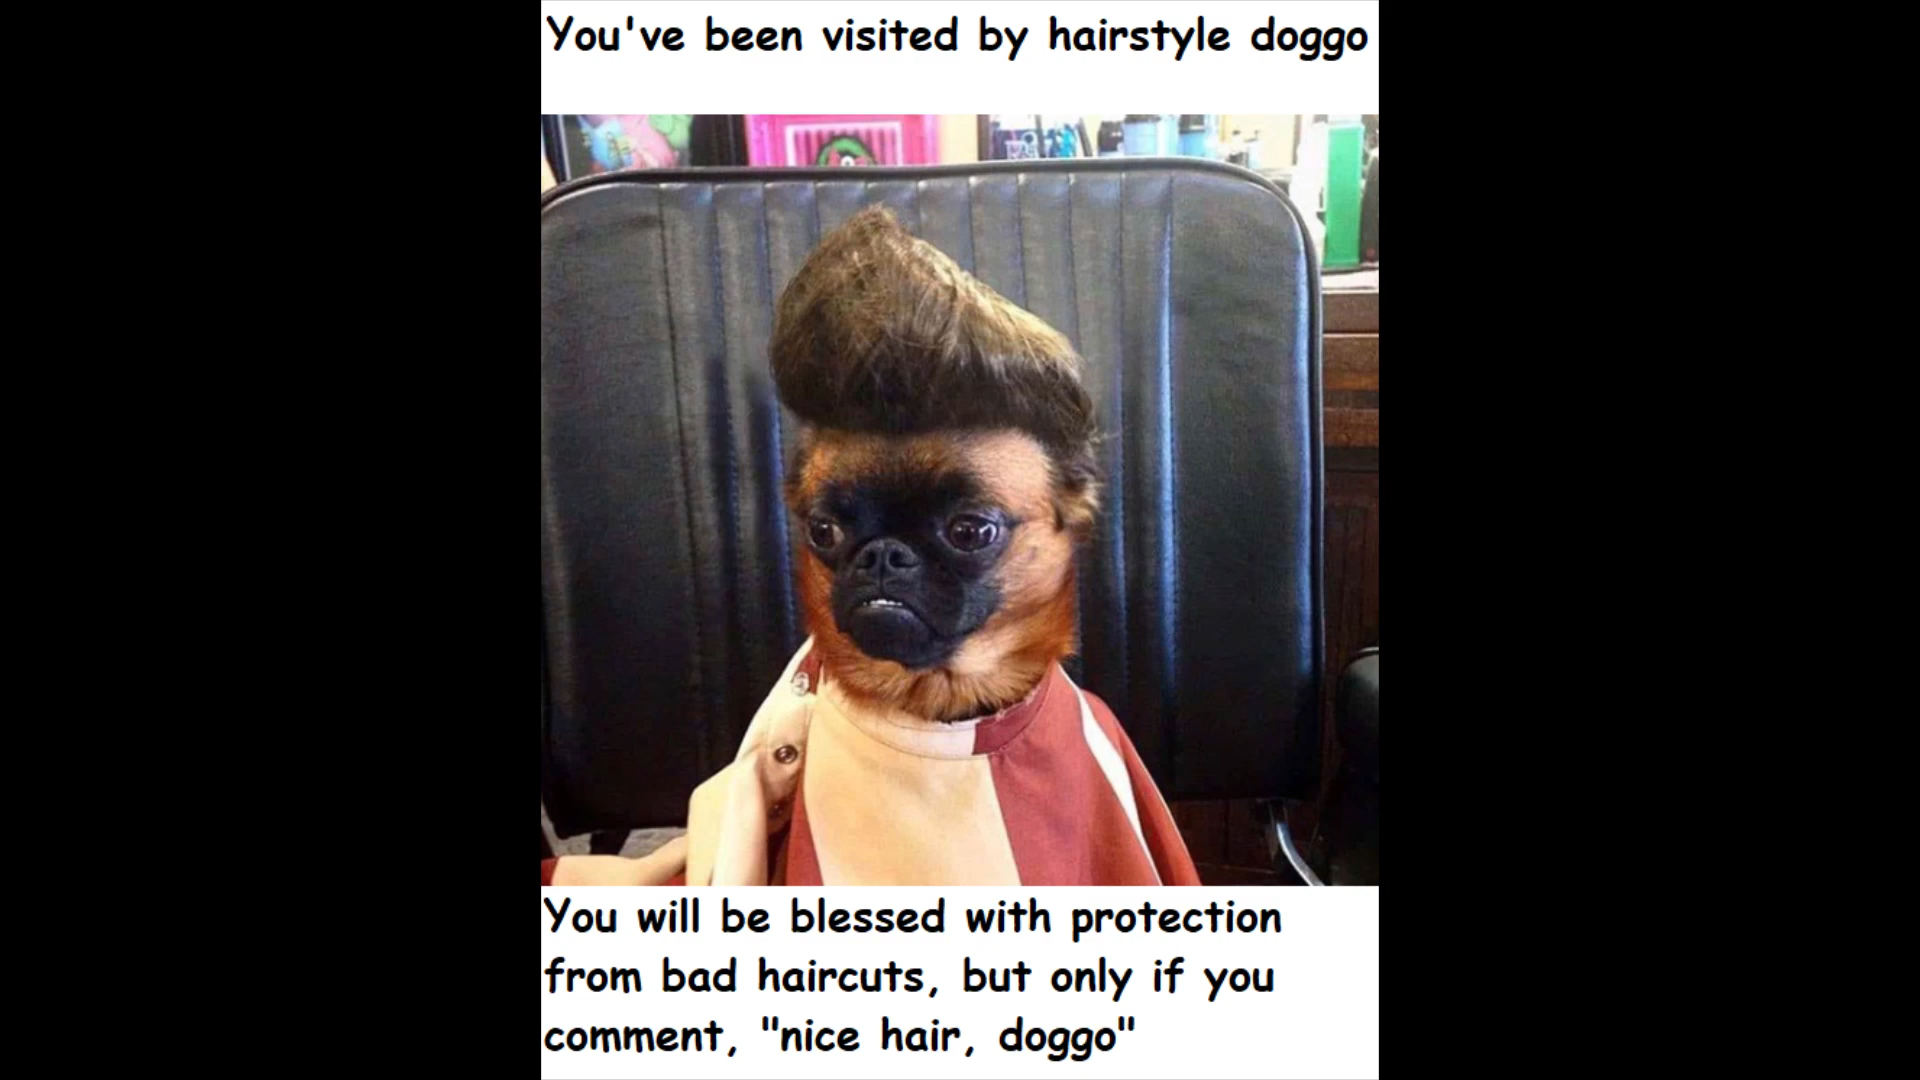 You've been visited by hairstyle doggo
You will be blessed with protection
from bad haircuts, but only if you
comment, "nice hair, doggo"